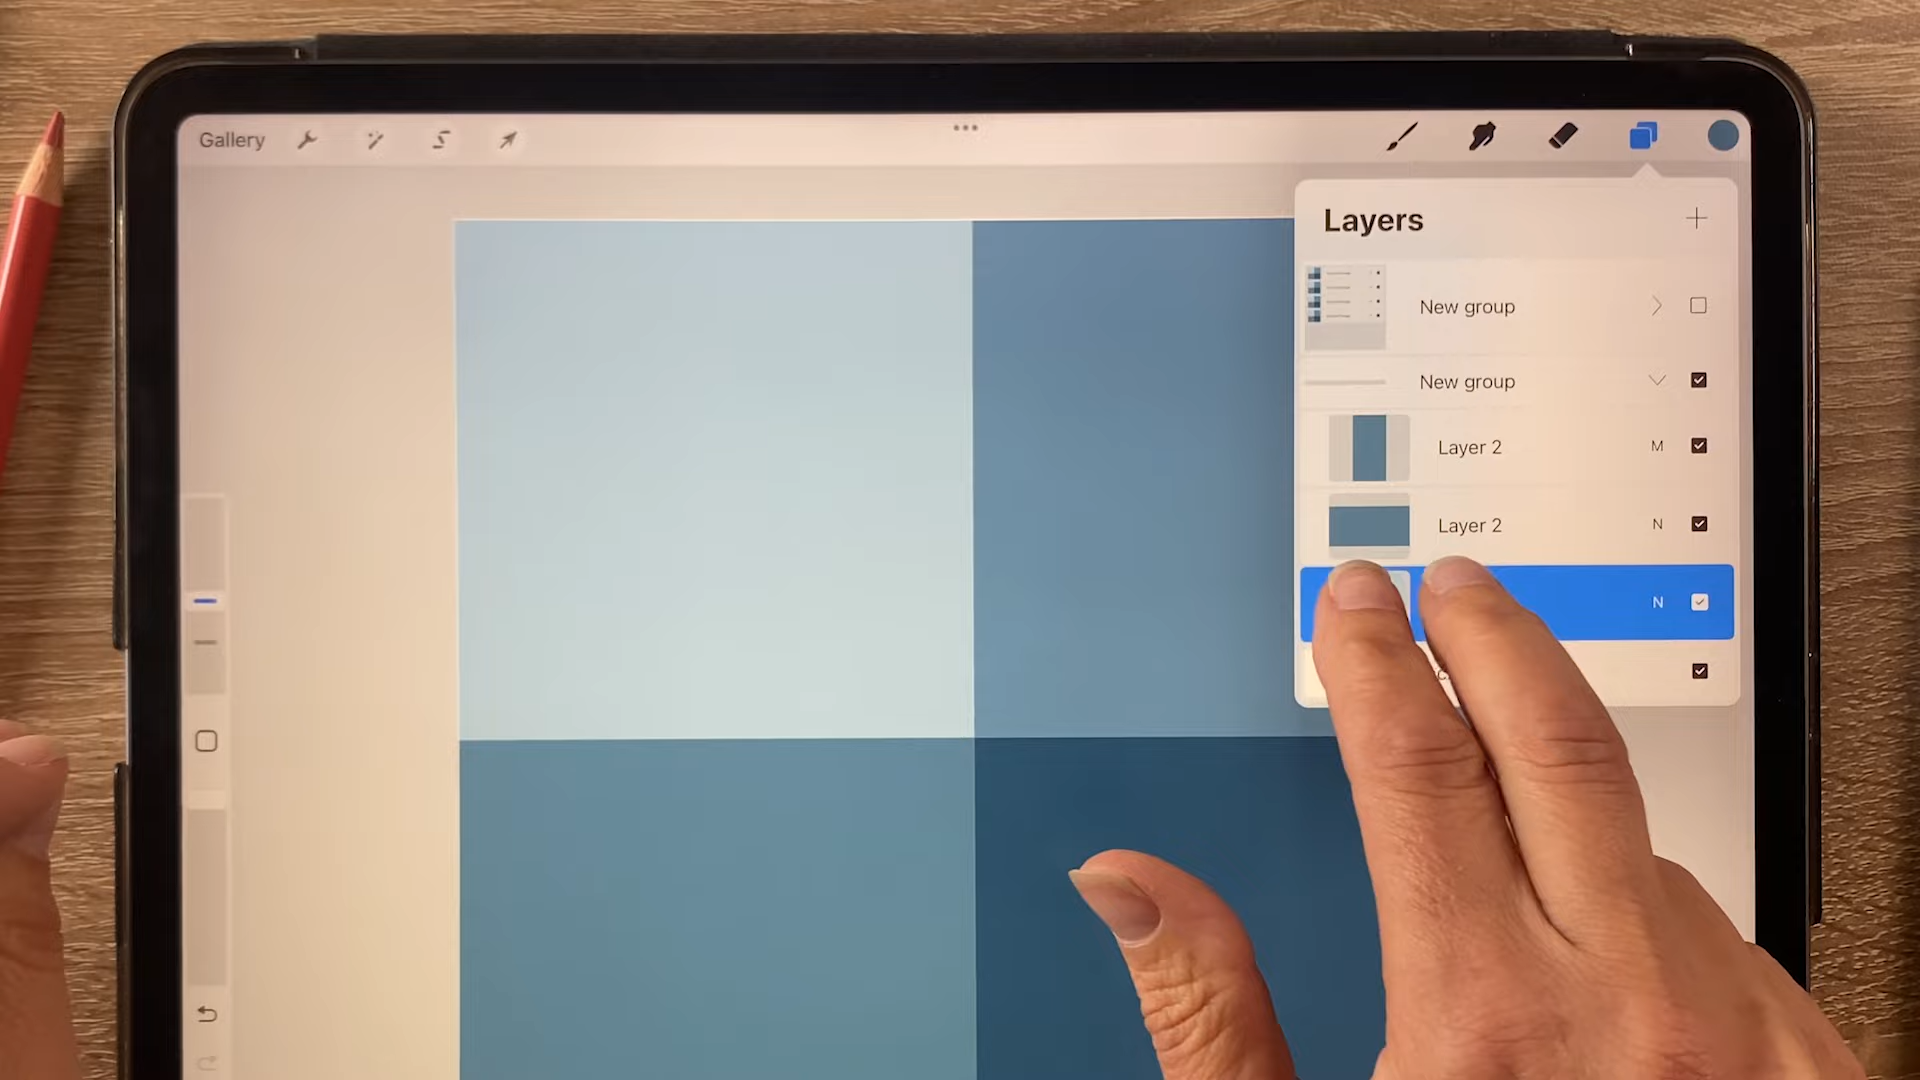 Gallery
Layers
New group
New group
Layer 2 M
Layer 2 N
N